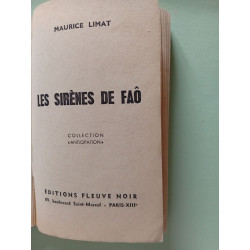 MAURICE LIMAT
LES SIRÈNES DE FAÔ
COLLECTION
«ANTICIPATION»
EDITIONS FLEUVE NOIR
69, boulevard Saint-Marcel - PARIS-XIIIe